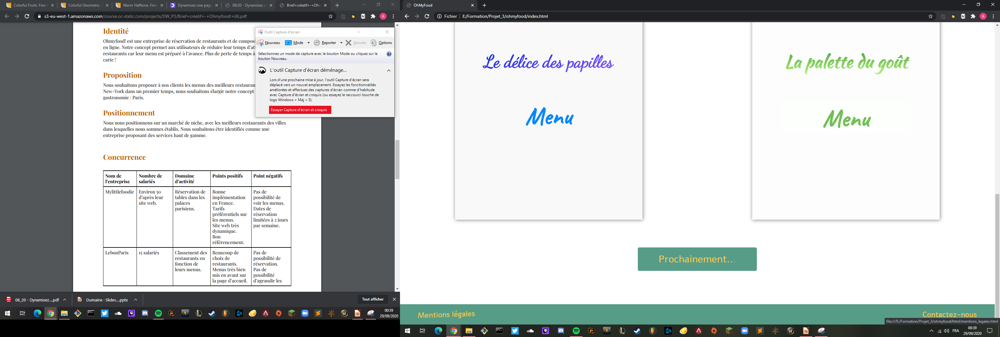 Colorful Fruits. Free
Colorful Geometric.
Warm Halftone. Free
Dynamisez une page
08:20 - Dynamisez u
Brief+créatif+-+Ohm
s3-eu-west-1.amazonaws.com/course.oc-static.com/projects/DW_P3/Brief+créatif+-+Ohmyfood!+(4).pdf
A
Identité
Ohmyfood! est une entreprise de réservation de restaurants et de composi
en ligne. Notre concept permet aux utilisateurs de réduire leur temps d'at
restaurants car leur menu est préparé à l'avance. Plus de perte de temps à
carte !
Proposition
Nous souhaitons proposer à nos clients les menus des meilleurs restauran
New-York dans un premier temps, nous souhaitons élargir notre concept
gastronomie : Paris.
Positionnement
Nous nous positionnons sur un marché de niche, avec les meilleurs restaurants des villes
dans lesquelles nous sommes établis. Nous souhaitons être identifiés comme une
entreprise proposant des services haut de gamme.
Concurrence
Nom de
l'entreprise
Nombre de
salariés
Domaine
d'activité
Points positifs
Point négatifs
Mylittlefoodie
Environ 50
d'après leur
site web.
Réservation de
tables dans les
palaces
parisiens.
Bonne
implémentation
en France.
Tarifs
préférentiels sur
les menus.
Site web très
dynamique.
Bon
référencement.
Pas de
possibilité de
voir les menus.
Dates de
réservation
limitées à 2 jours
par semaine.
LebonParis
15 salariés
Classement des
restaurants en
fonction de
leurs menus.
Beaucoup de
choix de
restaurants.
Menus très bien
mis en avant sur
la page d'accueil.
Pas de
possibilité de
réservation.
Pas de
possibilité
d'agrandir les
Outil Capture d'écran
Nouveau
Mode
Reporter
Annuler
Options
Sélectionnez un mode de capture avec le bouton Mode ou cliquez sur le
bouton Nouveau.
L'outil Capture d'écran déménage...
Lors d'une prochaine mise à jour, l'outil Capture d'écran sera
déplacé vers un nouvel emplacement. Essayez les fonctionnalités
améliorées et effectuez des captures d'écran comme d'habitude
avec Capture d'écran et croquis (ou essayez le raccourci touche de
logo Windows + Maj + S).
Essayer Capture d'écran et croquis
08_20 - Dynamisez....pdf
Dumaine · Slides....pptx
Tout afficher
00:39
29/09/2020
OhMyFood
Fichier
E:/Formation/Projet_3/ohmyfood/index.html
A
Le délice des papilles
Menu
La palette du goût
Menu
Prochainement...
Mentions légales
Contactez-nous
file:///E:/Formation/Projet_3/ohmyfood/html/mentions_legales.html
FRA
00:39
29/09/2020